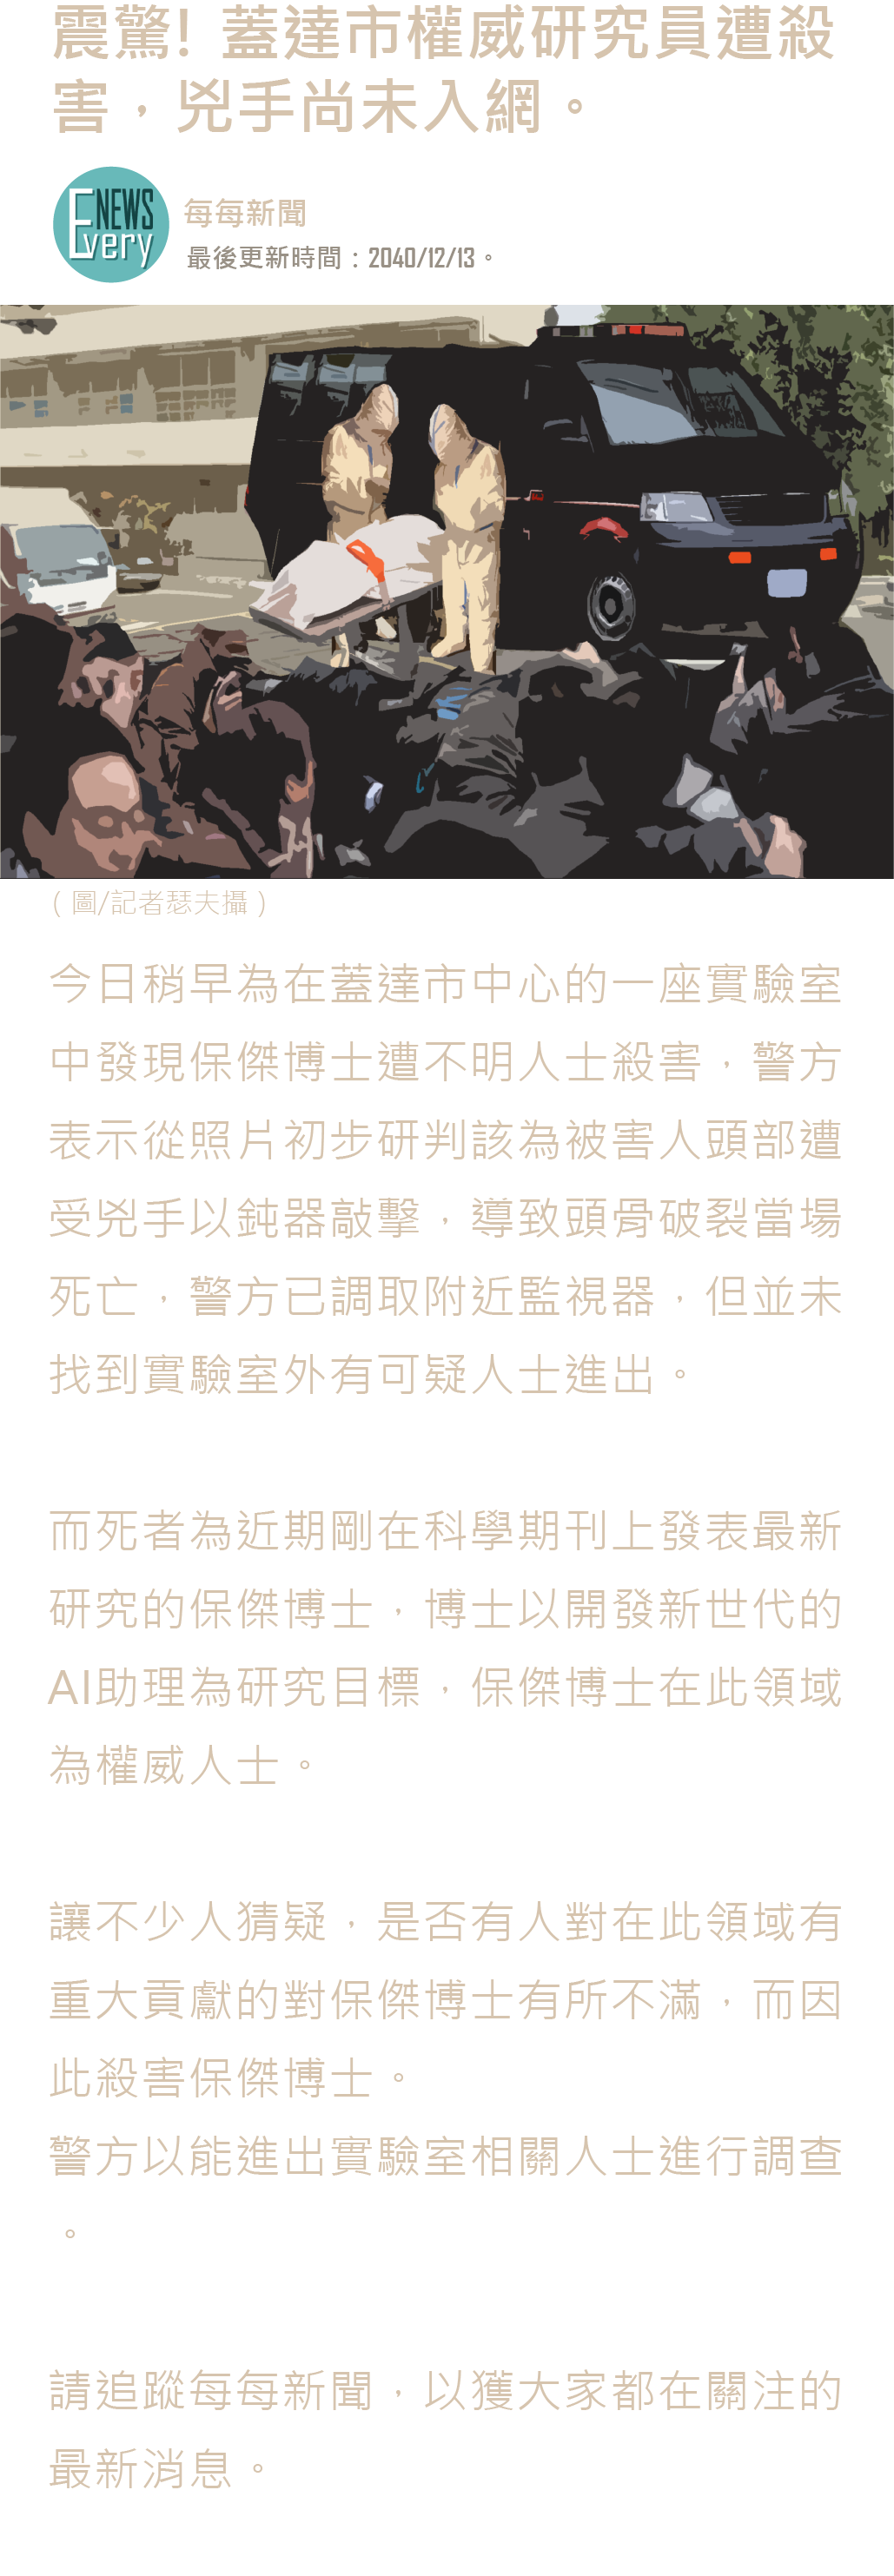 震驚! 蓋達市權威研究員遭殺
害，兇手尚未入網。
E NEWS
very
每每新聞
最後更新時間：2040/12/13。
( 圖/記者瑟夫攝 )
今日稍早為在蓋達市中心的一座實驗室
中發現保傑博士遭不明人士殺害，警方
表示從照片初步研判該為被害人頭部遭
受兇手以鈍器敲擊，導致頭骨破裂當場
死亡，警方已調取附近監視器，但並未
找到實驗室外有可疑人士進出。
而死者為近期剛在科學期刊上發表最新
研究的保傑博士，博士以開發新世代的
AI助理為研究目標，保傑博士在此領域
為權威人士。
讓不少人猜疑，是否有人對在此領域有
重大貢獻的對保傑博士有所不滿，而因
此殺害保傑博士。
警方以能進出實驗室相關人士進行調查
。
請追蹤每每新聞，以獲大家都在關注的
最新消息。